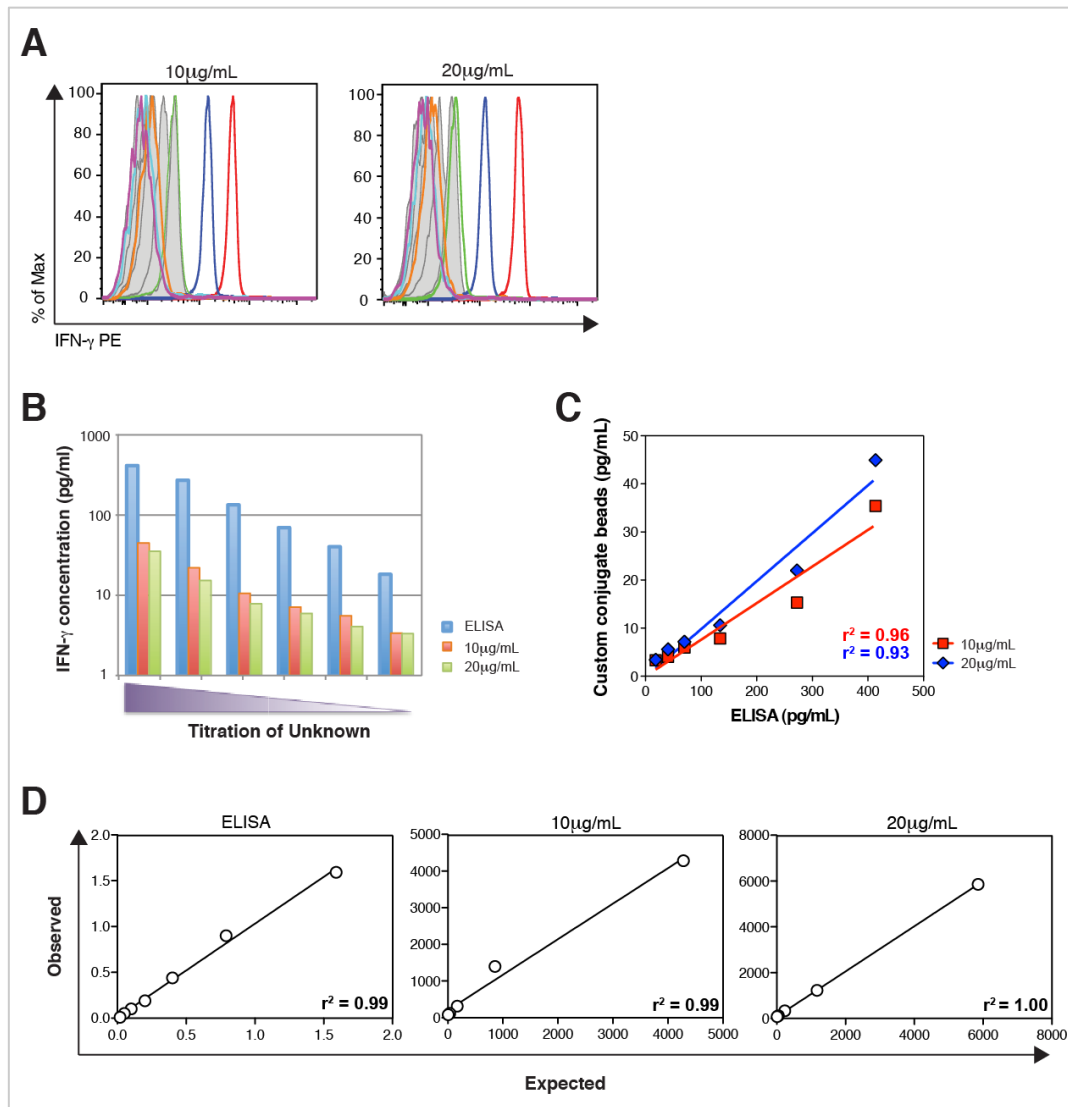 A
10µg/mL
20µg/mL
% of Max
100
80
60
40
20
0
100
80
60
40
20
0
IFN-γ PE
B
IFN-γ concentration (pg/ml)
1000
100
10
1
ELISA
10µg/mL
20µg/mL
Titration of Unknown
C
Custom conjugate beads (pg/mL)
50
40
30
20
10
0
0 100 200 300 400 500
ELISA (pg/mL)
r² = 0.96
r² = 0.93
10µg/mL
20µg/mL
D
Observed
ELISA
2.0
1.5
1.0
0.5
0.0
0.0 0.5 1.0 1.5 2.0
r² = 0.99
10µg/mL
5000
4000
3000
2000
1000
0
0 1000 2000 3000 4000 5000
r² = 0.99
20µg/mL
8000
6000
4000
2000
0
0 2000 4000 6000 8000
r² = 1.00
Expected